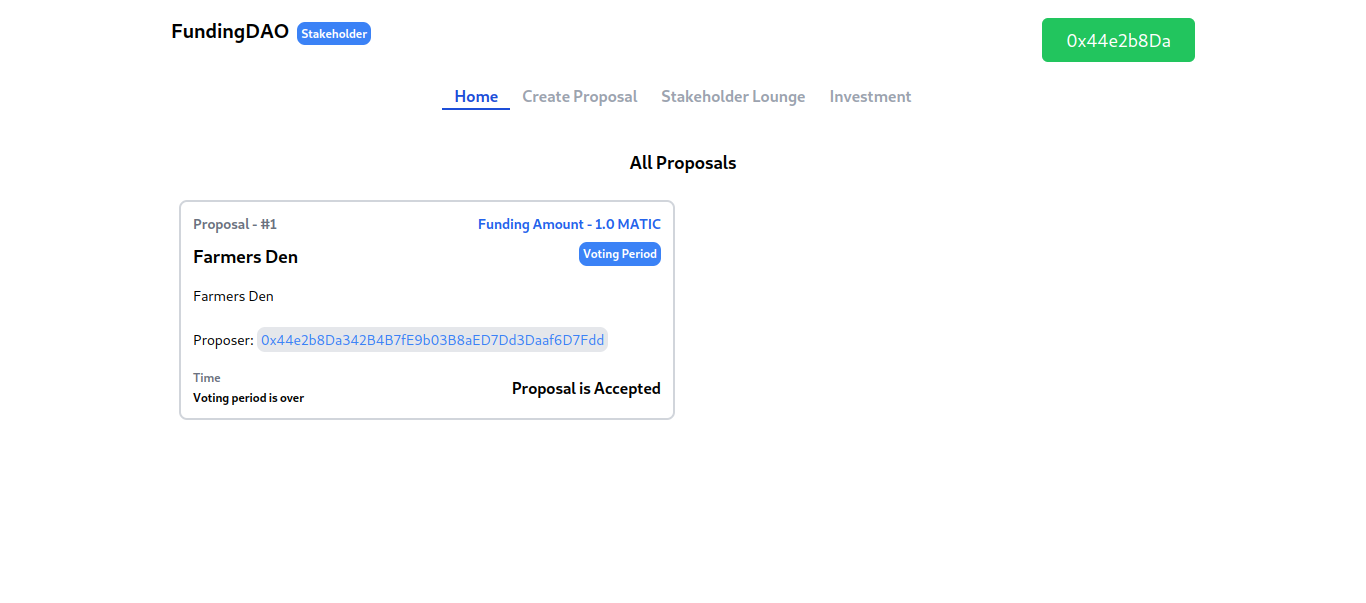 FundingDAO Stakeholder
0x44e2b8Da
Home Create Proposal Stakeholder Lounge Investment
All Proposals
Proposal - #1 Funding Amount - 1.0 MATIC
Farmers Den Voting Period
Farmers Den
Proposer: 0x44e2b8Da342B4B7fE9b03B8aED7Dd3Daaf6D7Fdd
Time
Voting period is over
Proposal is Accepted